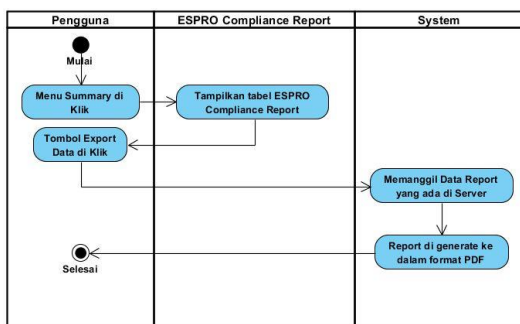 Pengguna
ESPRO Compliance Report
System
Mulai
Menu Summary di
Klik
Tampilkan tabel ESPRO
Compliance Report
Tombol Export
Data di Klik
Memanggil Data Report
yang ada di Server
Report di generate ke
dalam format PDF
Selesai